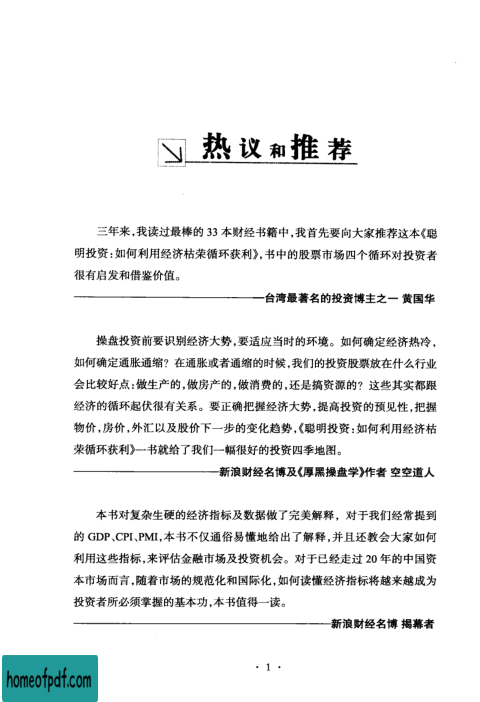 热议和推荐
三年来，我读过最棒的 33 本财经书籍中，我首先要向大家推荐这本《聪
明投资：如何利用经济枯荣循环获利》，书中的股票市场四个循环对投资者
很有启发和借鉴价值。
——台湾最著名的投资博主之一 黄国华
操盘投资前要识别经济大势，要适应当时的环境。如何确定经济热冷，
如何确定通胀通缩？在通胀或者通缩的时候，我们的投资股票放在什么行业
会比较好点：做生产的，做房产的，做消费的，还是搞资源的？这些其实都跟
经济的循环起伏很有关系。要正确把握经济大势，提高投资的预见性，把握
物价，房价，外汇以及股价下一步的变化趋势，《聪明投资：如何利用经济枯
荣循环获利》一书就给了我们一幅很好的投资四季地图。
——新浪财经名博及《厚黑操盘学》作者 空空道人
本书对复杂生硬的经济指标及数据做了完美解释，对于我们经常提到
的 GDP、CPI、PMI，本书不仅通俗易懂地给出了解释，并且还教会大家如何
利用这些指标，来评估金融市场及投资机会。对于已经走过 20 年的中国资
本市场而言，随着市场的规范化和国际化，如何读懂经济指标将越来越成为
投资者所必须掌握的基本功，本书值得一读。
——新浪财经名博 揭幕者
· 1 ·
homeofpdf.com